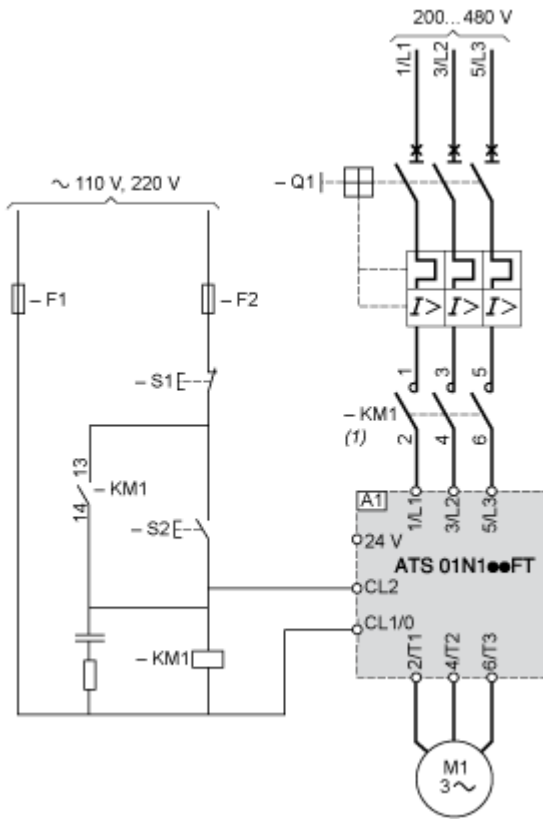 200... 480 V
1/L1
3/L2
5/L3
∼ 110 V, 220 V
– Q1
– F1
– F2
I>
I>
I>
– S1
1
3
5
– KM1
(1)
2
4
6
13
14
– KM1
– S2
A1
1/L1
3/L2
5/L3
24 V
ATS 01N1●●FT
CL2
CL1/0
– KM1
2/T1
4/T2
6/T3
M1
3∼